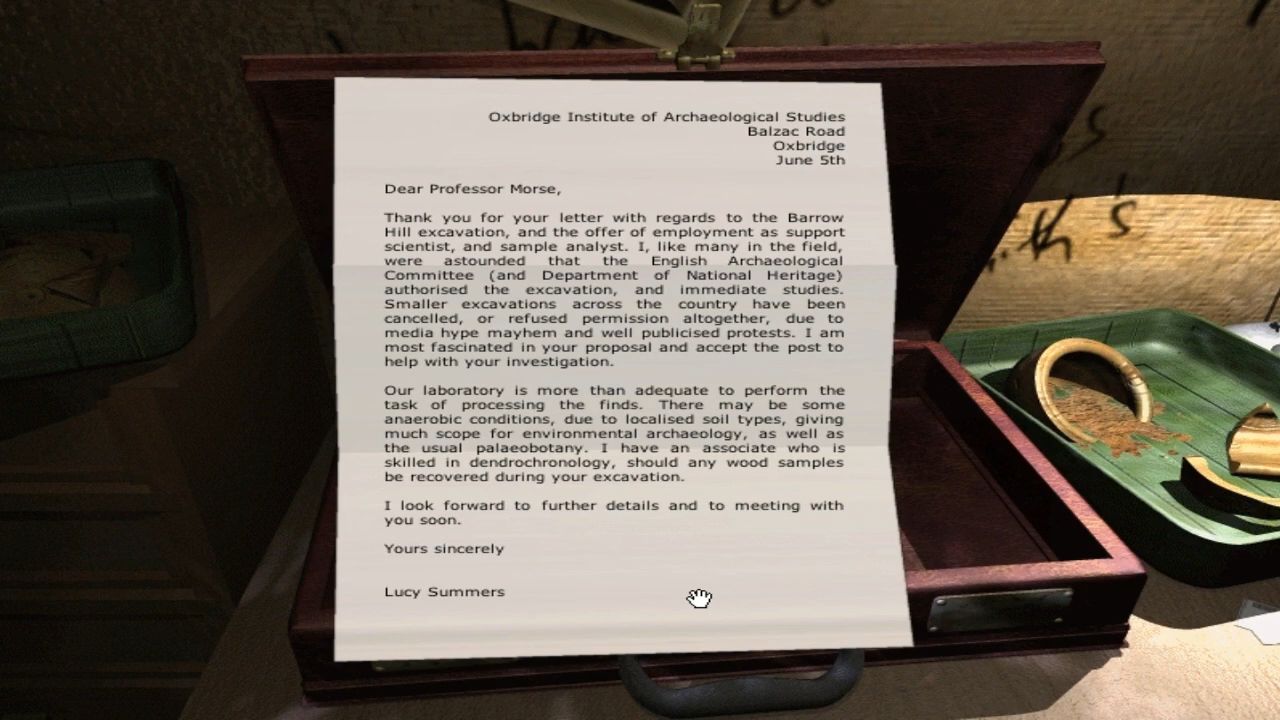 Oxbridge Institute of Archaeological Studies
Balzac Road
Oxbridge
June 5th
Dear Professor Morse,
Thank you for your letter with regards to the Barrow
Hill excavation, and the offer of employment as support
scientist, and sample analyst. I, like many in the field,
were astounded that the English Archaeological
Committee (and Department of National Heritage)
authorised the excavation, and immediate studies.
Smaller excavations across the country have been
cancelled, or refused permission altogether, due to
media hype mayhem and well publicised protests. I am
most fascinated in your proposal and accept the post to
help with your investigation.
Our laboratory is more than adequate to perform the
task of processing the finds. There may be some
anaerobic conditions, due to localised soil types, giving
much scope for environmental archaeology, as well as
the usual palaeobotany. I have an associate who is
skilled in dendrochronology, should any wood samples
be recovered during your excavation.
I look forward to further details and to meeting with
you soon.
Yours sincerely
Lucy Summers